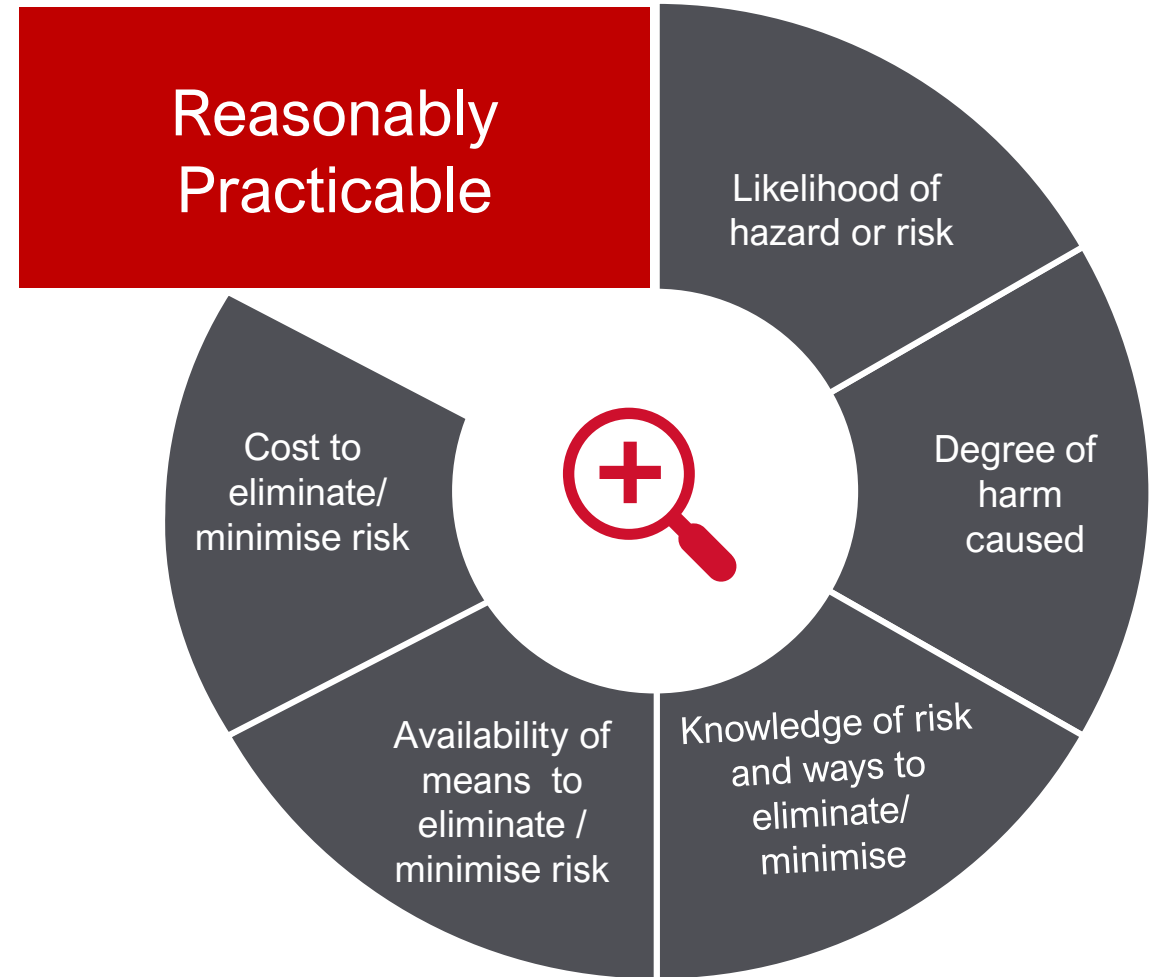 Reasonably
Practicable
Likelihood of
hazard or risk
Degree of
harm
caused
Knowledge of risk
and ways to
eliminate/
minimise
Availability of
means to
eliminate /
minimise risk
Cost to
eliminate/
minimise risk